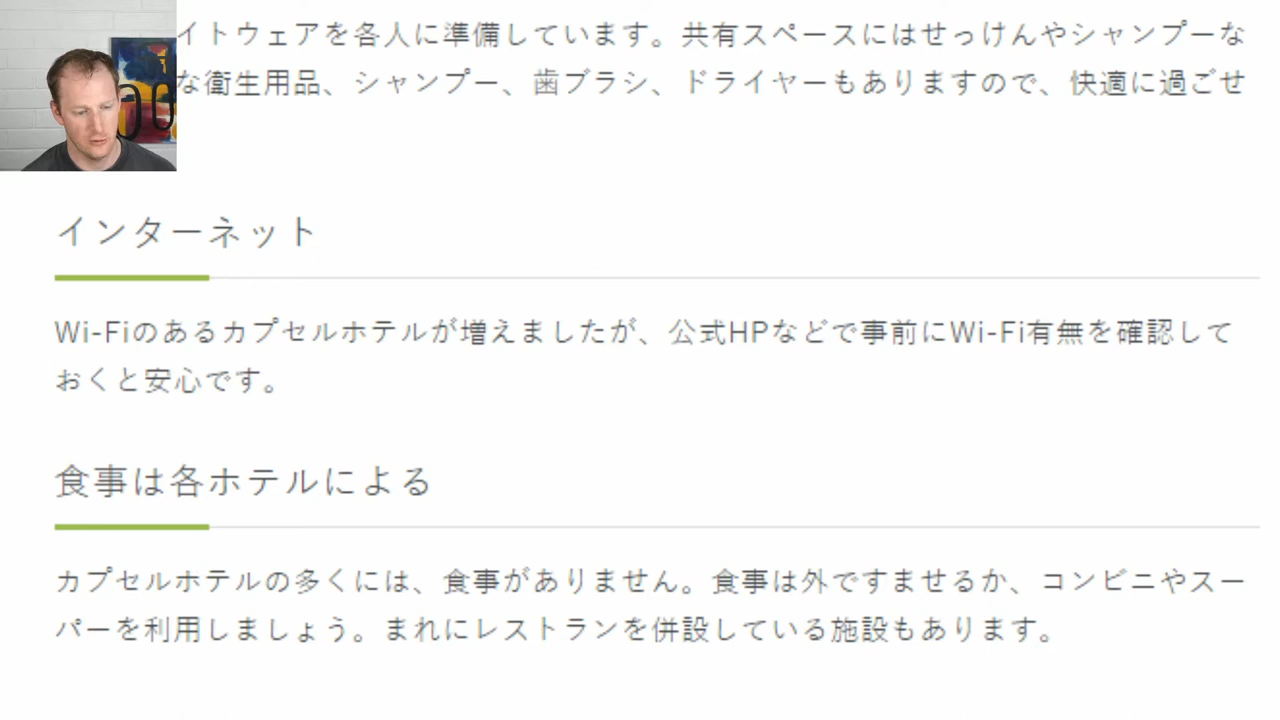 イトウェアを各人に準備しています。共有スペースにはせっけんやシャンプーな
な衛生用品、シャンプー、歯ブラシ、ドライヤーもありますので、快適に過ごせ
インターネット
Wi-Fiのあるカプセルホテルが増えましたが、公式HPなどで事前にWi-Fi有無を確認して
おくと安心です。
食事は各ホテルによる
カプセルホテルの多くには、食事がありません。食事は外ですませるか、コンビニやスー
パーを利用しましょう。まれにレストランを併設している施設もあります。